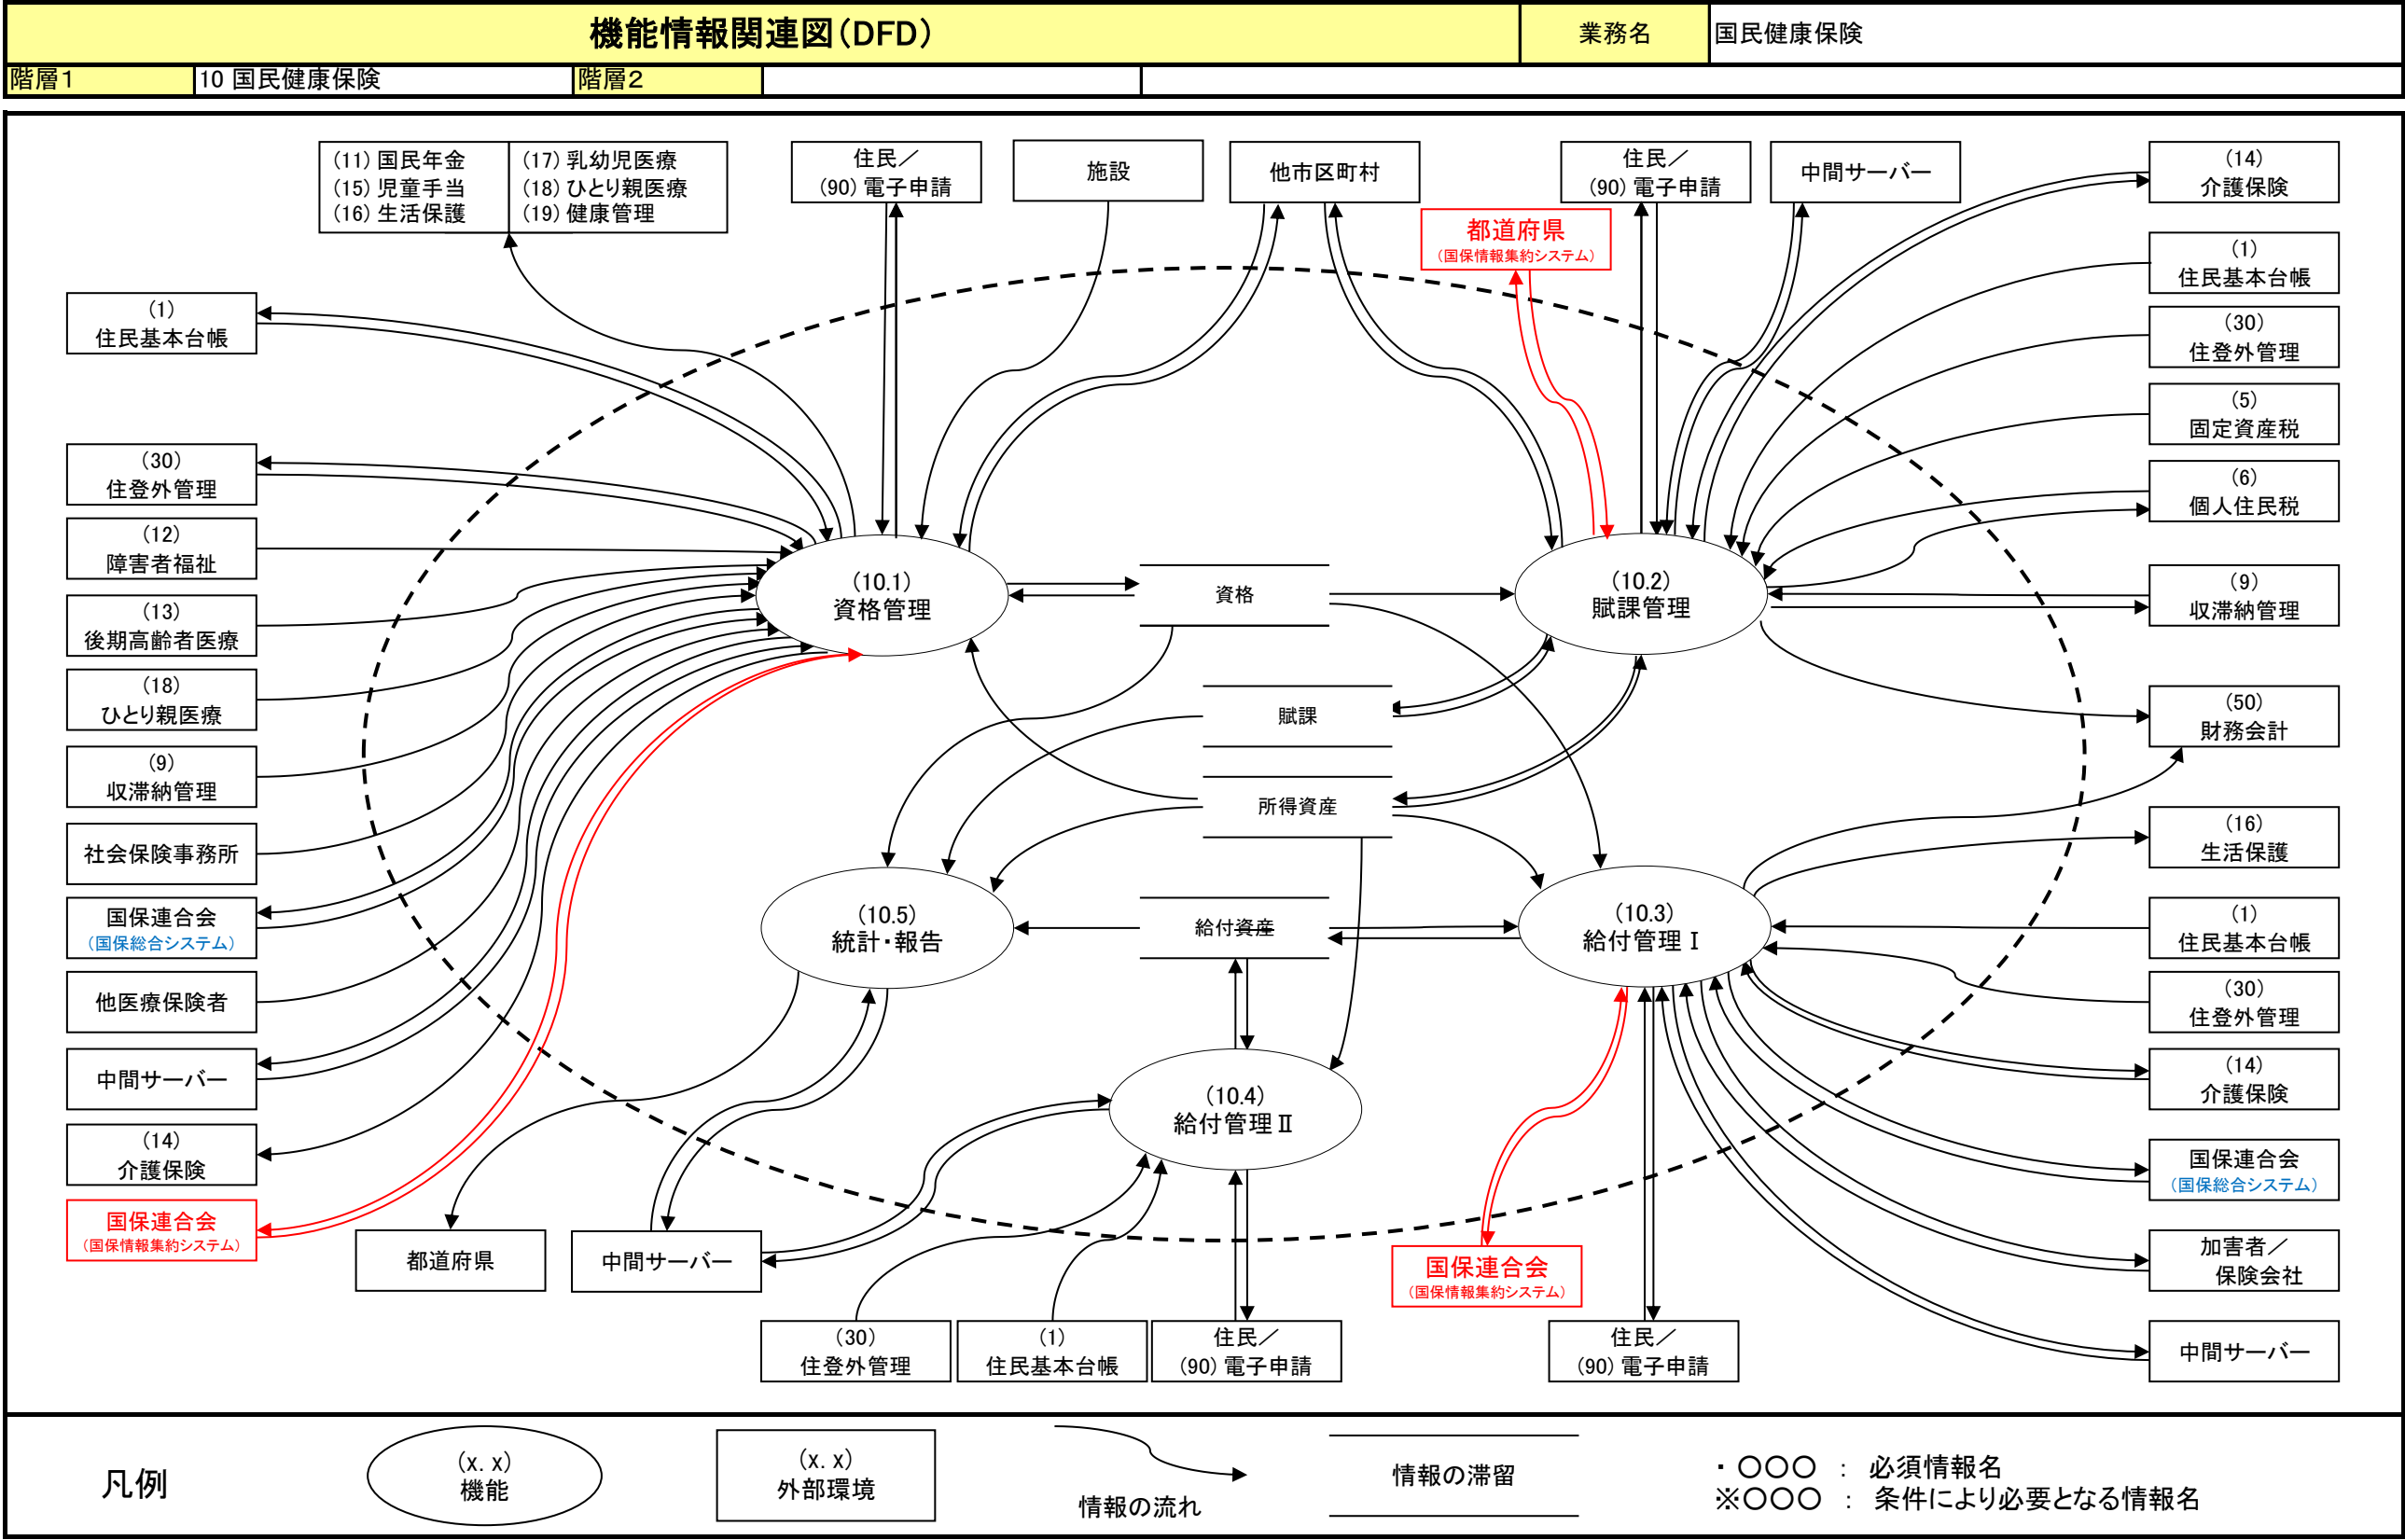 機能情報関連図(DFD)
業務名
国民健康保険
階層1
10 国民健康保険
階層2
(11) 国民年金
(15) 児童手当
(16) 生活保護
(17) 乳幼児医療
(18) ひとり親医療
(19) 健康管理
住民/
(90) 電子申請
施設
他市区町村
住民/
(90) 電子申請
中間サーバー
都道府県
(国保情報集約システム)
(1)
住民基本台帳
(30)
住登外管理
(12)
障害者福祉
(13)
後期高齢者医療
(18)
ひとり親医療
(9)
収滞納管理
社会保険事務所
国保連合会
(国保総合システム)
他医療保険者
中間サーバー
(14)
介護保険
国保連合会
(国保情報集約システム)
(14)
介護保険
(1)
住民基本台帳
(30)
住登外管理
(5)
固定資産税
(6)
個人住民税
(9)
収滞納管理
(50)
財務会計
(16)
生活保護
(1)
住民基本台帳
(30)
住登外管理
(14)
介護保険
国保連合会
(国保総合システム)
加害者/
保険会社
中間サーバー
(10.1)
資格管理
資格
(10.2)
賦課管理
賦課
所得資産
(10.5)
統計・報告
給付資産
(10.3)
給付管理Ⅰ
(10.4)
給付管理Ⅱ
都道府県
中間サーバー
(30)
住登外管理
(1)
住民基本台帳
住民/
(90) 電子申請
国保連合会
(国保情報集約システム)
住民/
(90) 電子申請
凡例
(x. x)
機能
(x. x)
外部環境
情報の流れ
情報の滞留
・ ○○○ : 必須情報名
※○○○ : 条件により必要となる情報名